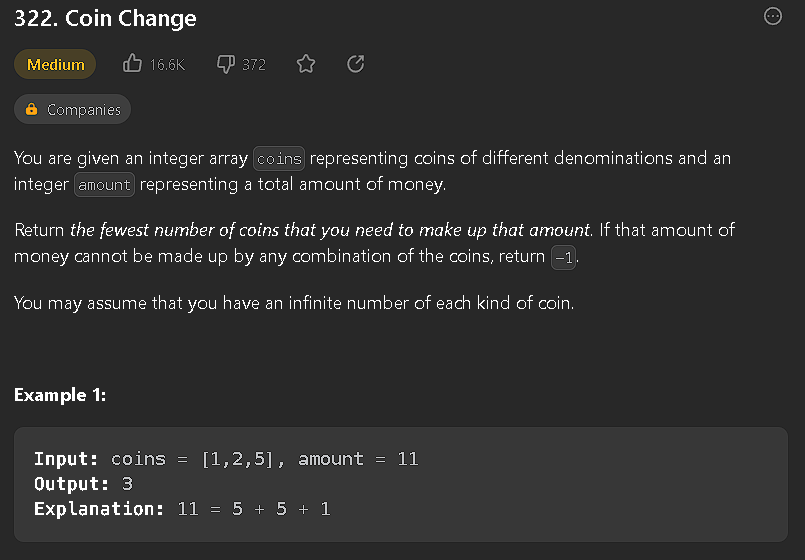 322. Coin Change
Medium 16.6K 372
Companies
You are given an integer array coins representing coins of different denominations and an
integer amount representing a total amount of money.
Return the fewest number of coins that you need to make up that amount. If that amount of
money cannot be made up by any combination of the coins, return -1.
You may assume that you have an infinite number of each kind of coin.
Example 1:
Input: coins = [1,2,5], amount = 11
Output: 3
Explanation: 11 = 5 + 5 + 1